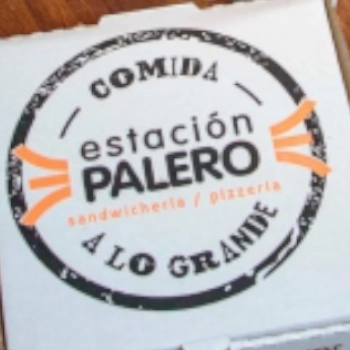 COMIDA
estación
PALERO
sandwichería / pizzería
A LO GRANDE